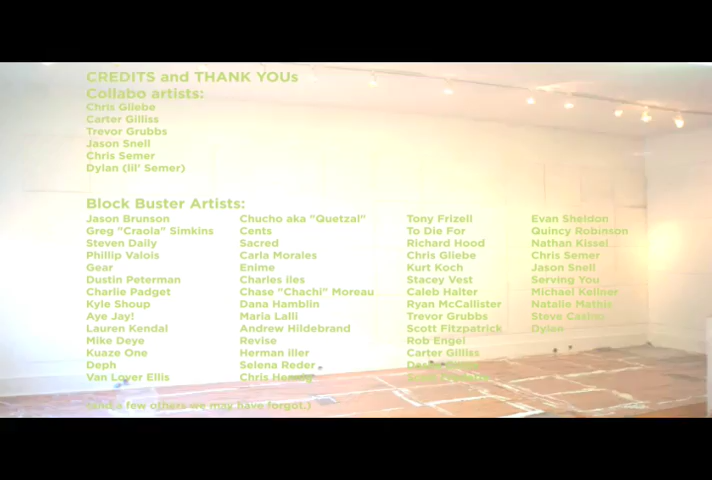 CREDITS and THANK YOUs
Collabo artists:
Chris Gliebe
Carter Gilliss
Trevor Grubbs
Jason Snell
Chris Semer
Dylan (lil' Semer)
Block Buster Artists:
Jason Brunson
Greg "Craola" Simkins
Steven Daily
Phillip Valois
Gear
Dustin Peterman
Charlie Padget
Kyle Shoup
Aye Jay!
Lauren Kendal
Mike Deye
Kuaze One
Deph
Van Lover Ellis
Chucho aka "Quetzal"
Cents
Sacred
Carla Morales
Enime
Charles iles
Chase "Chachi" Moreau
Dana Hamblin
Maria Lalli
Andrew Hildebrand
Revise
Herman iller
Selena Reder
Chris Hennig
Tony Frizell
To Die For
Richard Hood
Chris Gliebe
Kurt Koch
Stacey Vest
Caleb Halter
Ryan McCallister
Trevor Grubbs
Scott Fitzpatrick
Rob Engel
Carter Gilliss
Evan Sheldon
Quincy Robinson
Nathan Kissel
Chris Semer
Jason Snell
Serving You
Michael Kellner
Natalie Mathis
Steve Casino
Dylan
(and a few others we may have forgot.)